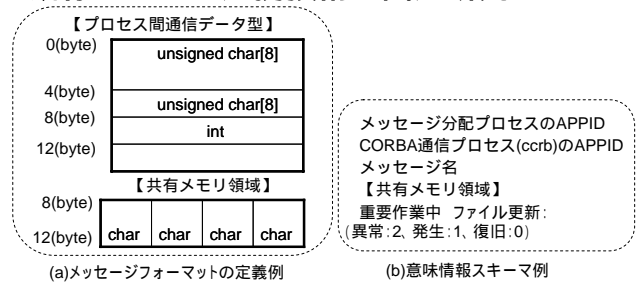 【プロセス間通信データ型】
0(byte)
unsigned char[8]
4(byte)
unsigned char[8]
8(byte)
int
12(byte)
【共有メモリ領域】
8(byte)
12(byte) char char char char
(a)メッセージフォーマットの定義例
メッセージ分配プロセスのAPPID
CORBA通信プロセス(ccrb)のAPPID
メッセージ名
【共有メモリ領域】
重要作業中 ファイル更新:
(異常:2、発生:1、復旧:0)
(b)意味情報スキーマ例